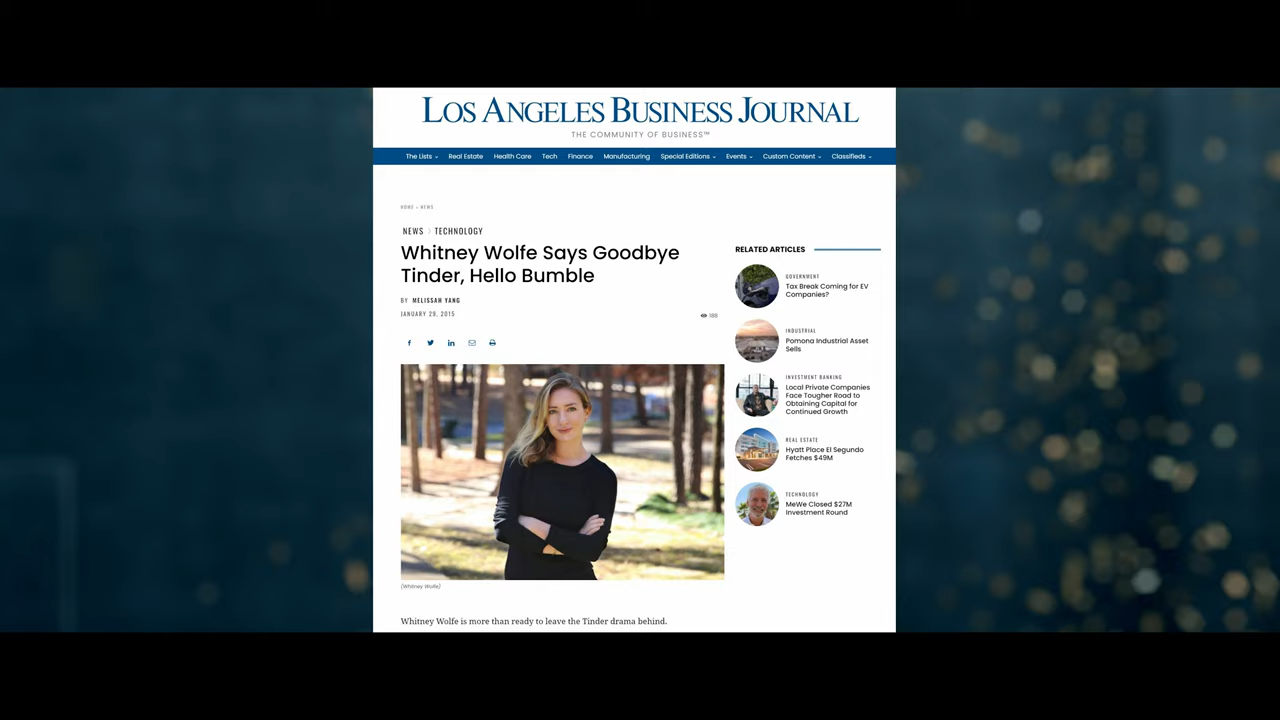 LOS ANGELES BUSINESS JOURNAL
THE COMMUNITY OF BUSINESS™
The Lists Real Estate Health Care Tech Finance Manufacturing Special Editions Events Custom Content Classifieds
HOME » NEWS
NEWS > TECHNOLOGY
Whitney Wolfe Says Goodbye
Tinder, Hello Bumble
BY MELISSAH YANG
JANUARY 29, 2015
188
(Whitney Wolfe)
Whitney Wolfe is more than ready to leave the Tinder drama behind.
RELATED ARTICLES
GOVERNMENT
Tax Break Coming for EV
Companies?
INDUSTRIAL
Pomona Industrial Asset
Sells
INVESTMENT BANKING
Local Private Companies
Face Tougher Road to
Obtaining Capital for
Continued Growth
REAL ESTATE
Hyatt Place El Segundo
Fetches $49M
TECHNOLOGY
MeWe Closed $27M
Investment Round